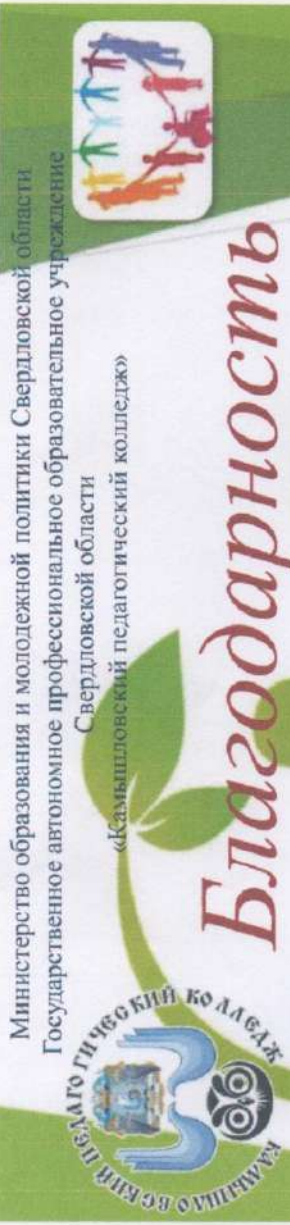 Министерство образования и молодежной политики Свердловской области
Государственное автономное профессиональное образовательное учреждение
Свердловской области
«Камышловский педагогический колледж»
КАМЫШЛОВСКИЙ ПЕДАГОГИЧЕСКИЙ КОЛЛЕДЖ
Благодарность